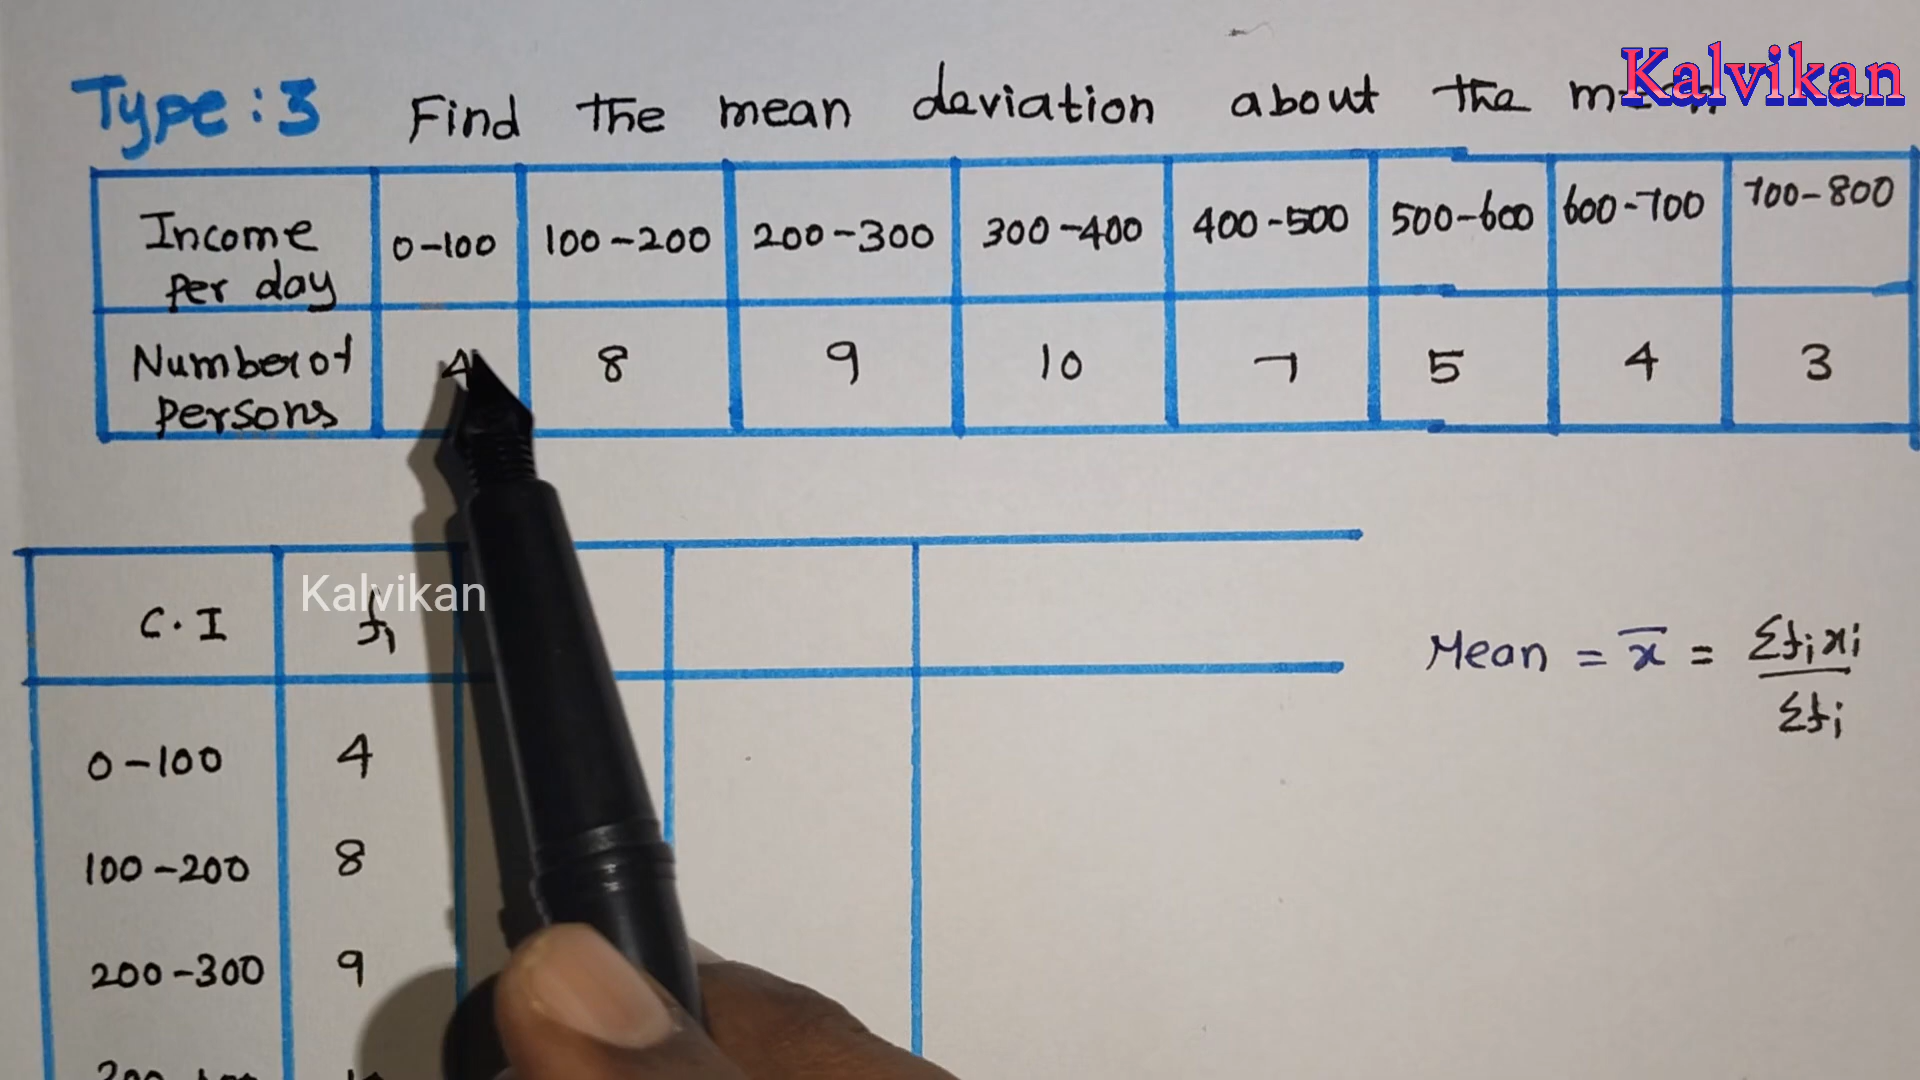 Kalvikan
Type: 3 Find the mean deviation about the
Income per day 0-100 100-200 200-300 300-400 400-500 500-600 600-700 700-800
Number of persons 4 8 9 10 7 5 4 3
Kalvikan
C.I fi
Mean = x̄ = Σfixi / Σfi
0-100 4
100-200 8
200-300 9